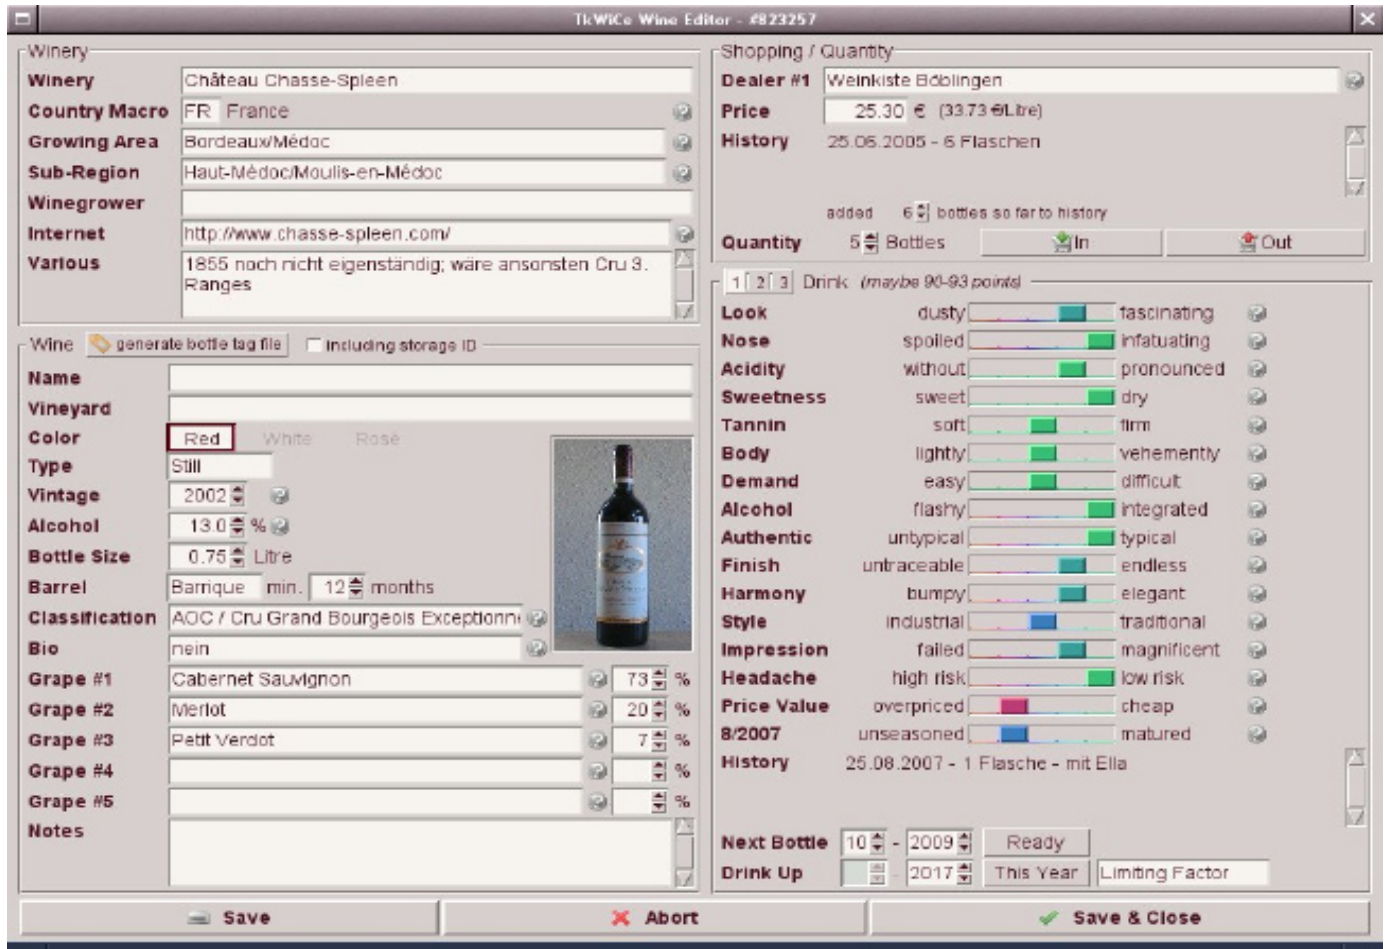 TkWiCe Wine Editor - #823257
Winery
Winery Château Chasse-Spleen
Country Macro FR France
Growing Area Bordeaux/Médoc
Sub-Region Haut-Médoc/Moulis-en-Médoc
Winegrower
Internet http://www.chasse-spleen.com/
Various 1855 noch nicht eigenständig; wäre ansonsten Cru 3.
Ranges
Wine generate bottle tag file including storage ID
Name
Vineyard
Color Red White Rosé
Type Still
Vintage 2002
Alcohol 13.0 %
Bottle Size 0.75 Litre
Barrel Barrique min. 12 months
Classification AOC / Cru Grand Bourgeois Exceptionn
Bio nein
Grape #1 Cabernet Sauvignon 73 %
Grape #2 Merlot 20 %
Grape #3 Petit Verdot 7 %
Grape #4 %
Grape #5 %
Notes
Shopping / Quantity
Dealer #1 Weinkiste Böblingen
Price 25.30 € (33.73 €/Litre)
History 25.06.2005 - 6 Flaschen
added 6 bottles so far to history
Quantity 5 Bottles In Out
1 2 3 Drink (maybe 90-93 points)
Look dusty fascinating
Nose spoiled infatuating
Acidity without pronounced
Sweetness sweet dry
Tannin soft firm
Body lightly vehemently
Demand easy difficult
Alcohol flashy integrated
Authentic untypical typical
Finish untraceable endless
Harmony bumpy elegant
Style industrial traditional
Impression failed magnificent
Headache high risk low risk
Price Value overpriced cheap
8/2007 unseasoned matured
History 25.08.2007 - 1 Flasche - mit Ella
Next Bottle 10 - 2009 Ready
Drink Up - 2017 This Year Limiting Factor
Save Abort Save & Close